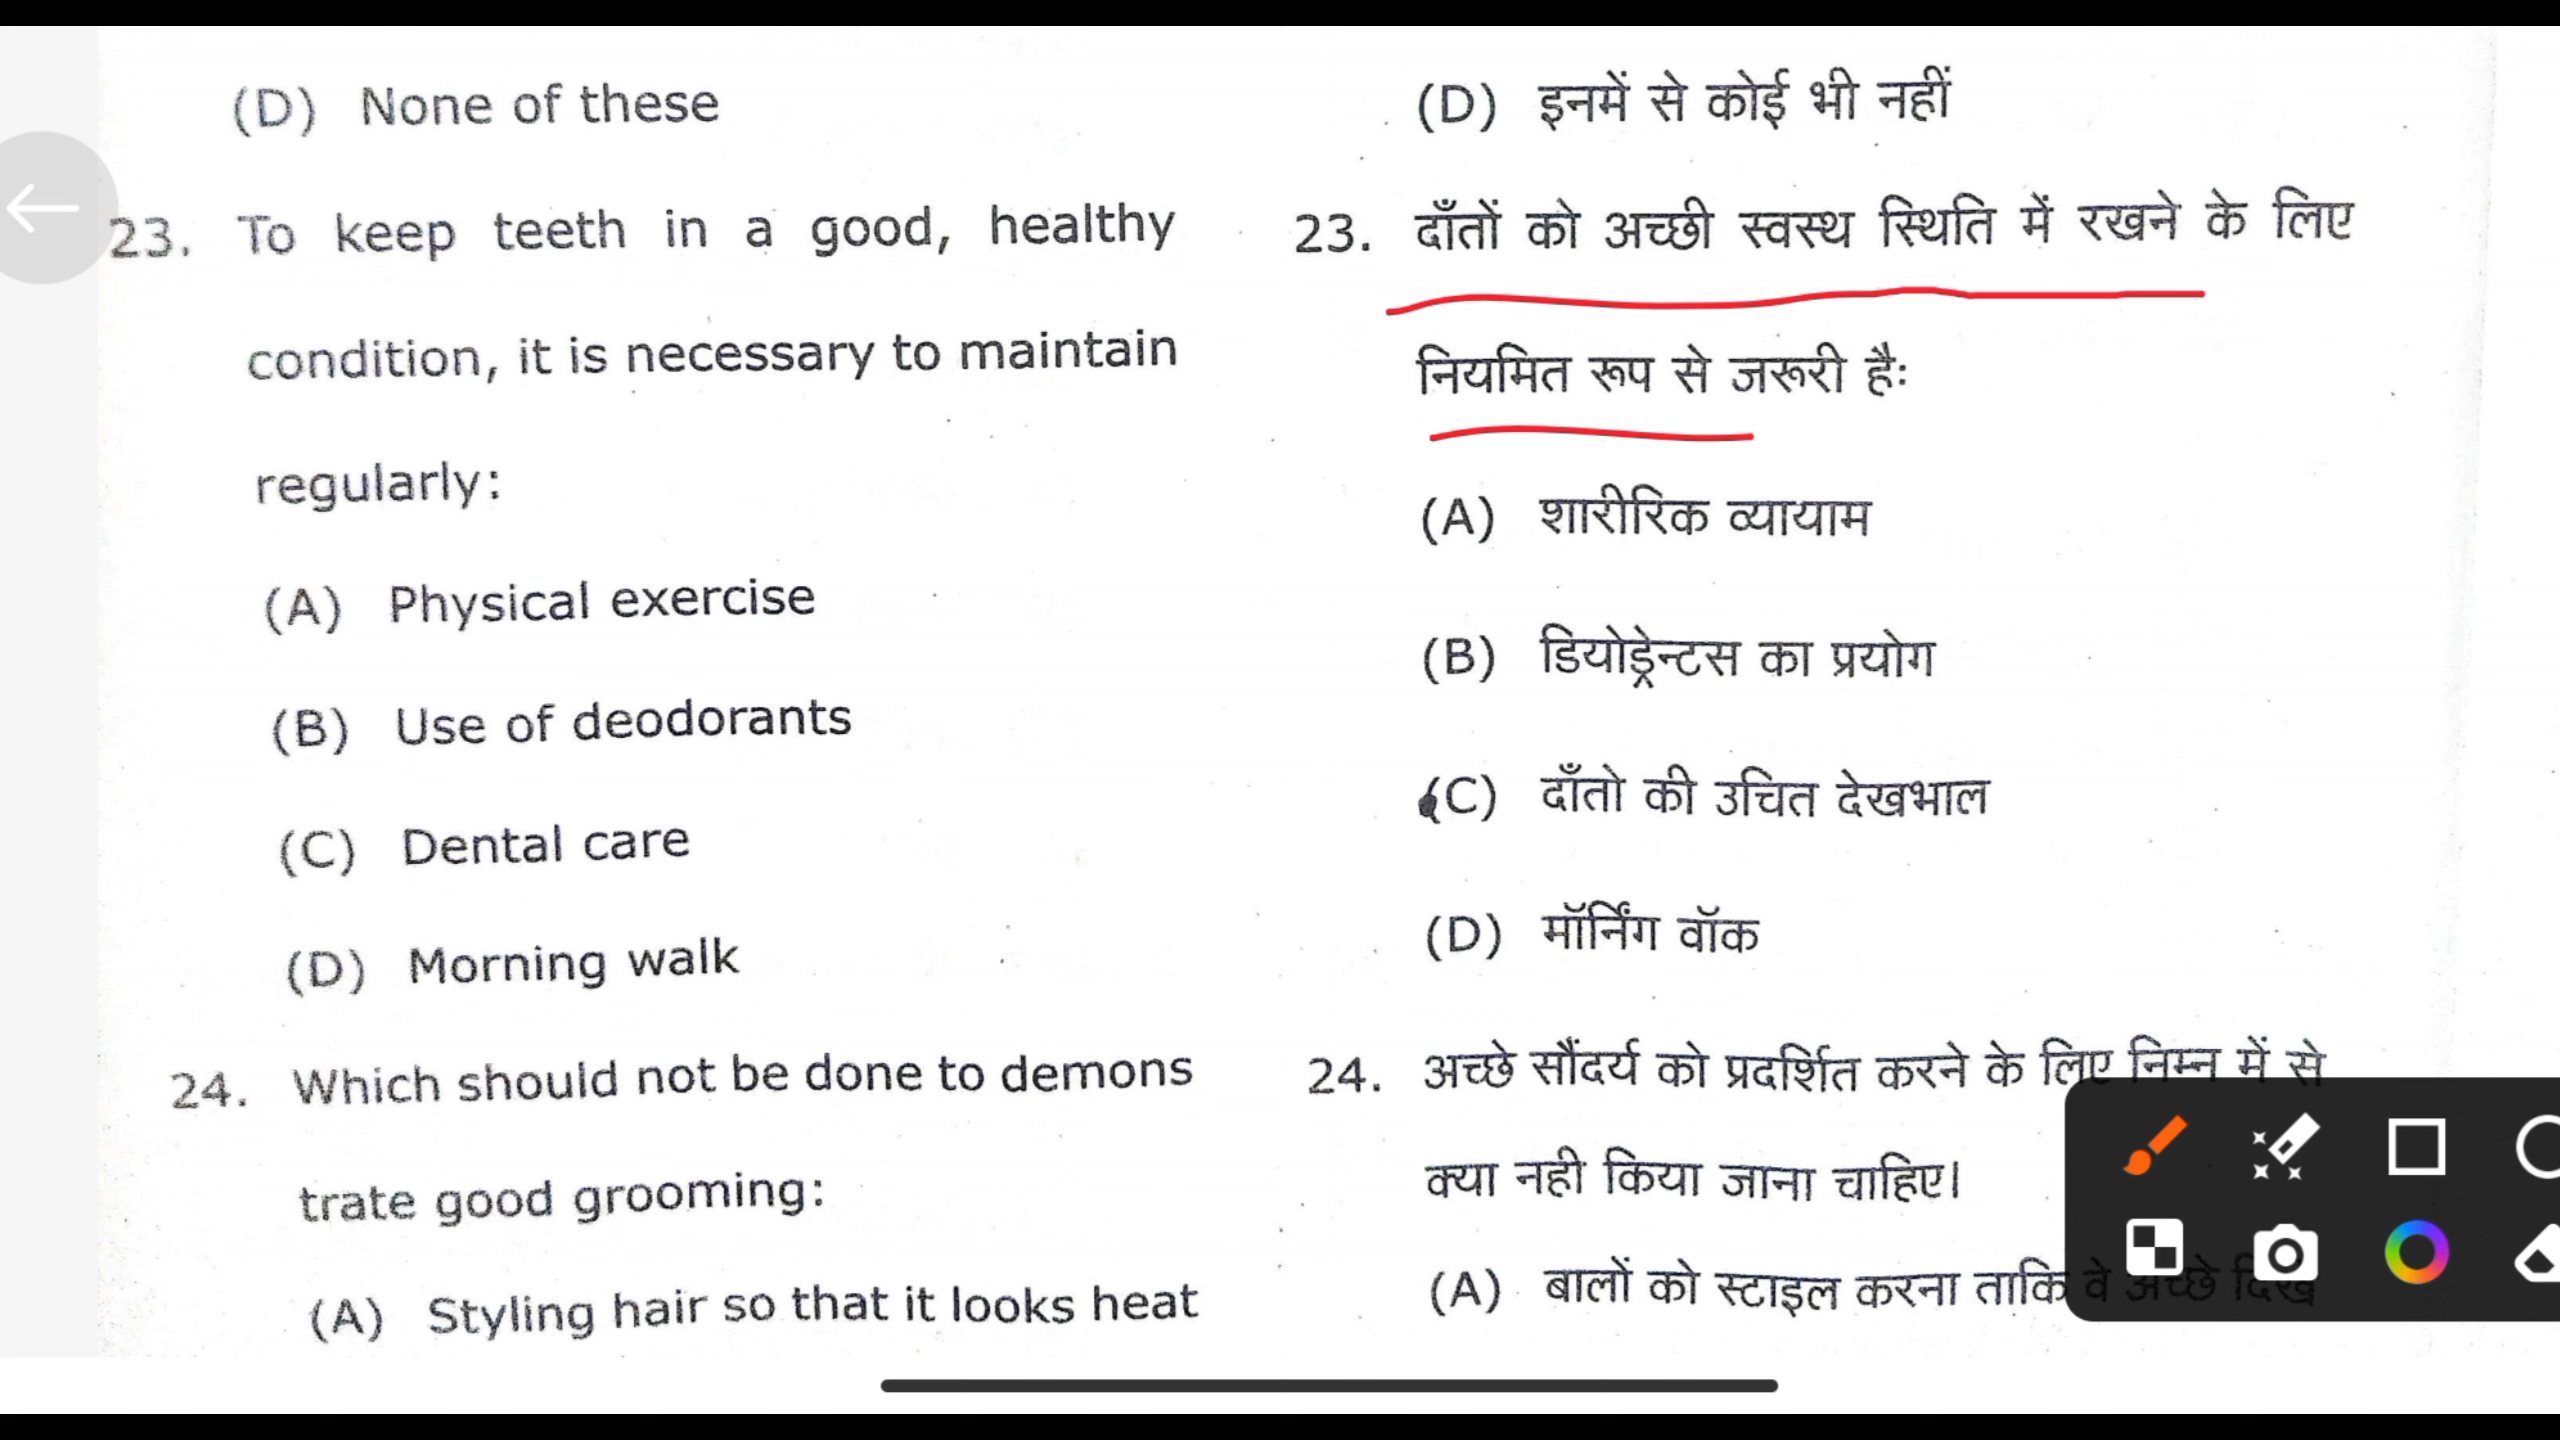 (D) None of these
23. To keep teeth in a good, healthy
condition, it is necessary to maintain
regularly:
(A) Physical exercise
(B) Use of deodorants
(C) Dental care
(D) Morning walk
24. Which should not be done to demons
trate good grooming:
(A) Styling hair so that it looks heat
(D) इनमें से कोई भी नहीं
23. दाँतों को अच्छी स्वस्थ स्थिति में रखने के लिए
नियमित रूप से जरूरी हैः
(A) शारीरिक व्यायाम
(B) डियोड्रेन्टस का प्रयोग
(C) दाँतो की उचित देखभाल
(D) मॉर्निंग वॉक
24. अच्छे सौंदर्य को प्रदर्शित करने के लिए निम्न में से
क्या नही किया जाना चाहिए।
(A) बालों को स्टाइल करना ताकि वे अच्छे दिखे